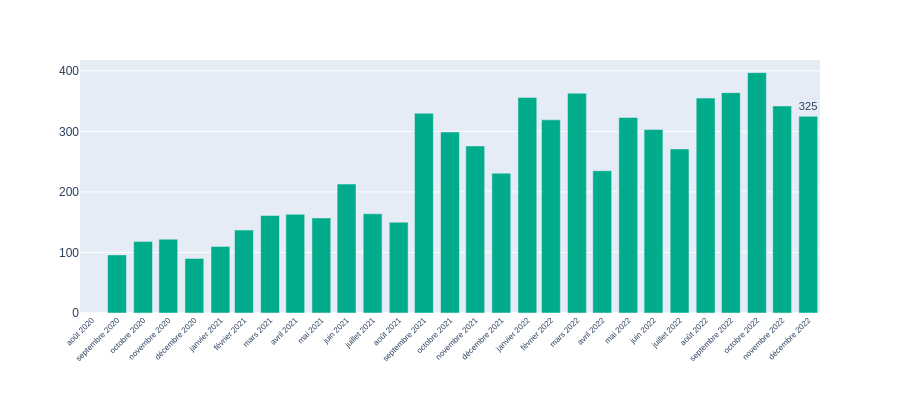 400
300
200
100
0
325
août 2020
septembre 2020
octobre 2020
novembre 2020
décembre 2020
janvier 2021
février 2021
mars 2021
avril 2021
mai 2021
juin 2021
juillet 2021
août 2021
septembre 2021
octobre 2021
novembre 2021
décembre 2021
janvier 2022
février 2022
mars 2022
avril 2022
mai 2022
juin 2022
juillet 2022
août 2022
septembre 2022
octobre 2022
novembre 2022
décembre 2022